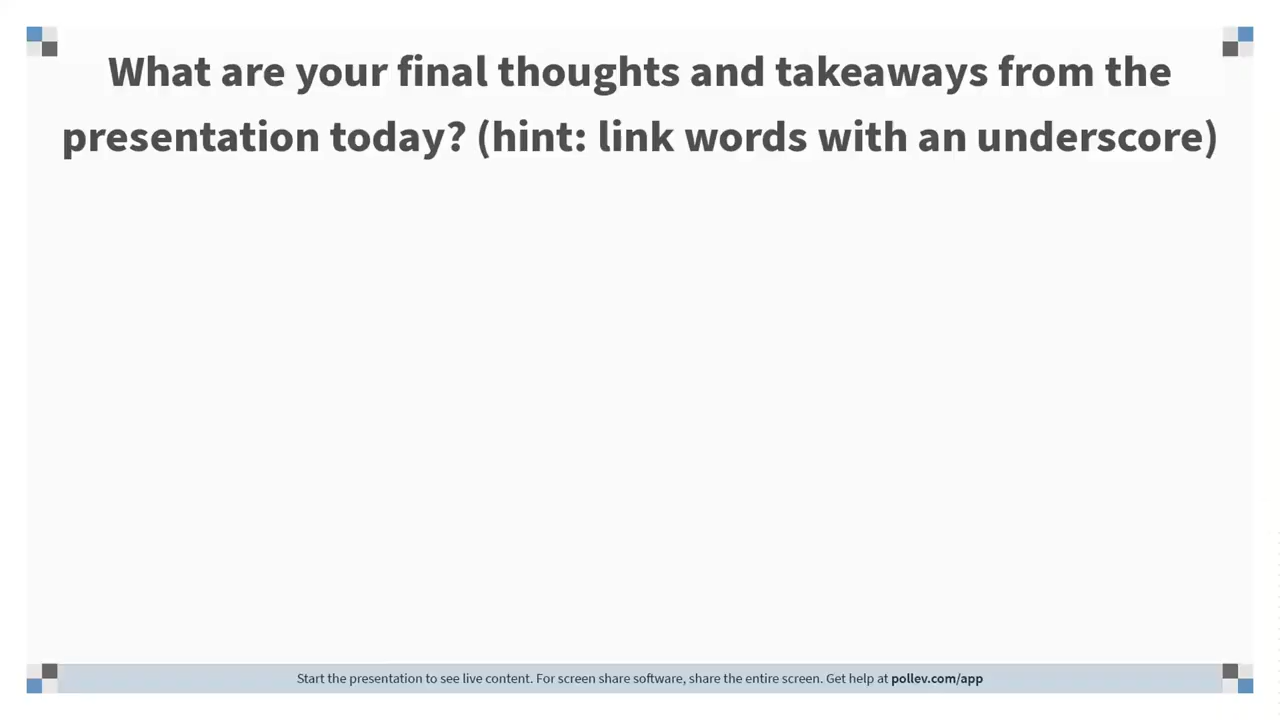 What are your final thoughts and takeaways from the
presentation today? (hint: link words with an underscore)
Start the presentation to see live content. For screen share software, share the entire screen. Get help at pollev.com/app